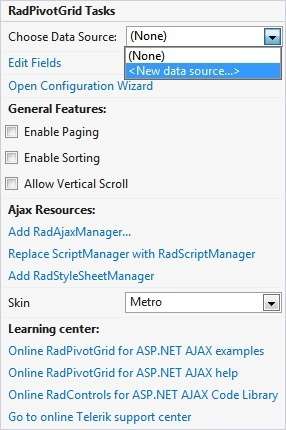 RadPivotGrid Tasks
Choose Data Source: (None)
(None)
Edit Fields
<New data source...>
Open Configuration Wizard
General Features:
Enable Paging
Enable Sorting
Allow Vertical Scroll
Ajax Resources:
Add RadAjaxManager...
Replace ScriptManager with RadScriptManager
Add RadStyleSheetManager
Skin Metro
Learning center:
Online RadPivotGrid for ASP.NET AJAX examples
Online RadPivotGrid for ASP.NET AJAX help
Online RadControls for ASP.NET AJAX Code Library
Go to online Telerik support center